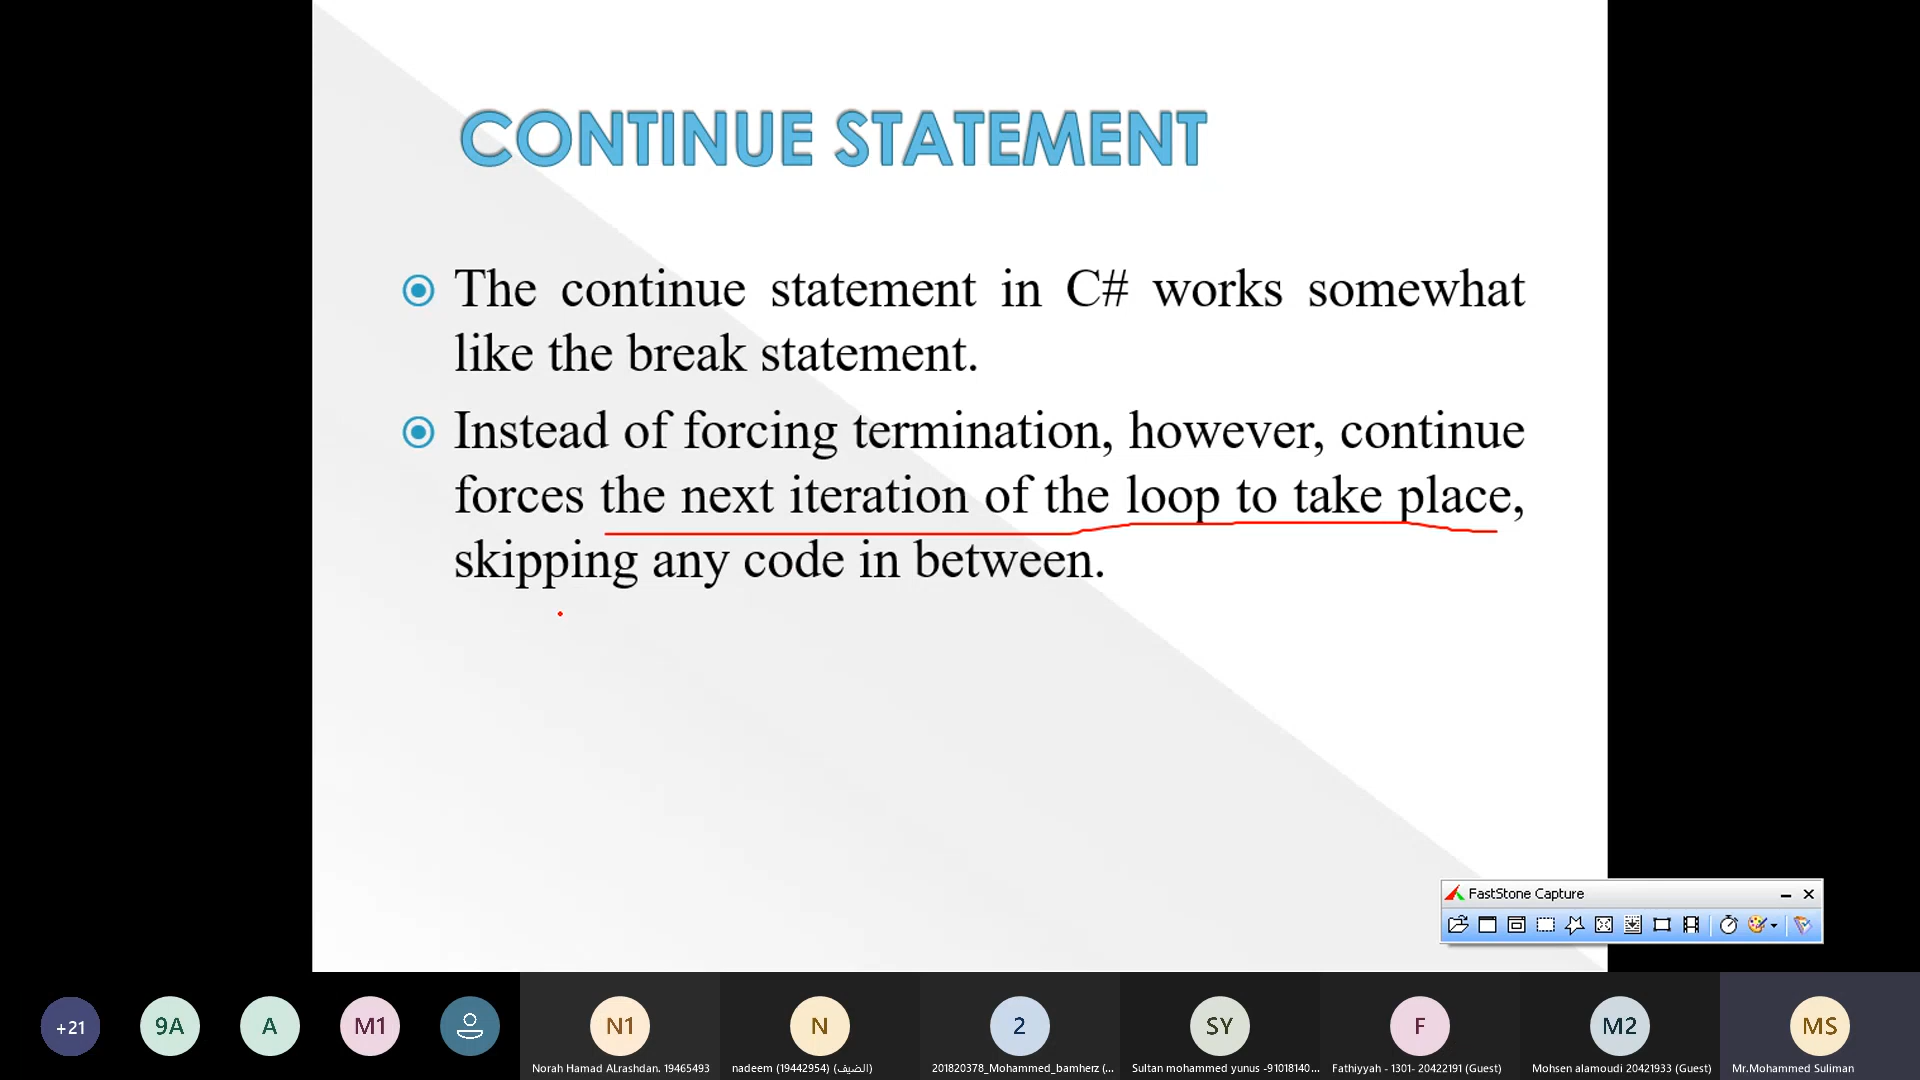 CONTINUE STATEMENT
The continue statement in C# works somewhat
like the break statement.
Instead of forcing termination, however, continue
forces the next iteration of the loop to take place,
skipping any code in between.
FastStone Capture
+21
9A
A
M1
N1
N
2
SY
F
M2
MS
Norah Hamad ALrashdan. 19465493
nadeem (19442954) (الضيف)
201820378_Mohammed_bamherz (...
Sultan mohammed yunus -91018140...
Fathiyyah - 1301- 20422191 (Guest)
Mohsen alamoudi 20421933 (Guest)
Mr.Mohammed Suliman